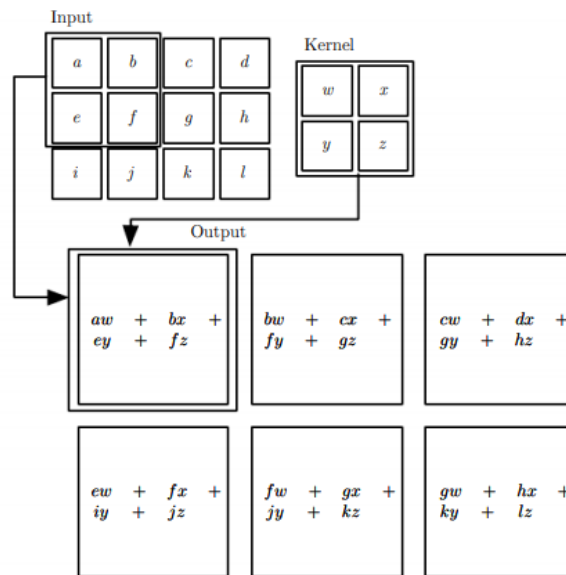 Input
Kernel
a b c d
w x
e f g h
y z
i j k l
Output
aw + bx +
ey + fz
bw + cx +
fy + gz
cw + dx +
gy + hz
ew + fx +
iy + jz
fw + gx +
jy + kz
gw + hx +
ky + lz